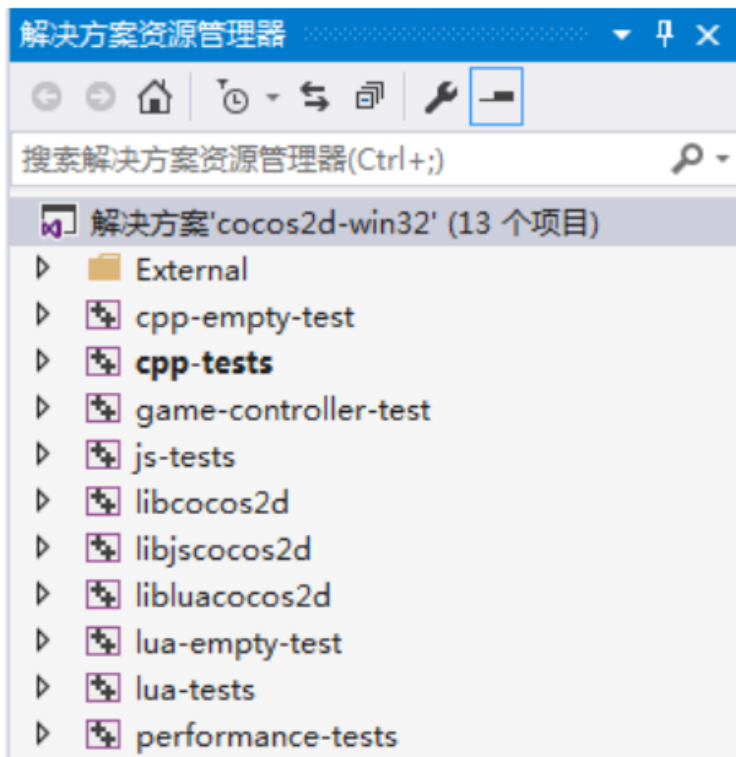 解决方案资源管理器
搜索解决方案资源管理器(Ctrl+;)
解决方案'cocos2d-win32' (13 个项目)
External
cpp-empty-test
cpp-tests
game-controller-test
js-tests
libcocos2d
libjscocos2d
libluacocos2d
lua-empty-test
lua-tests
performance-tests